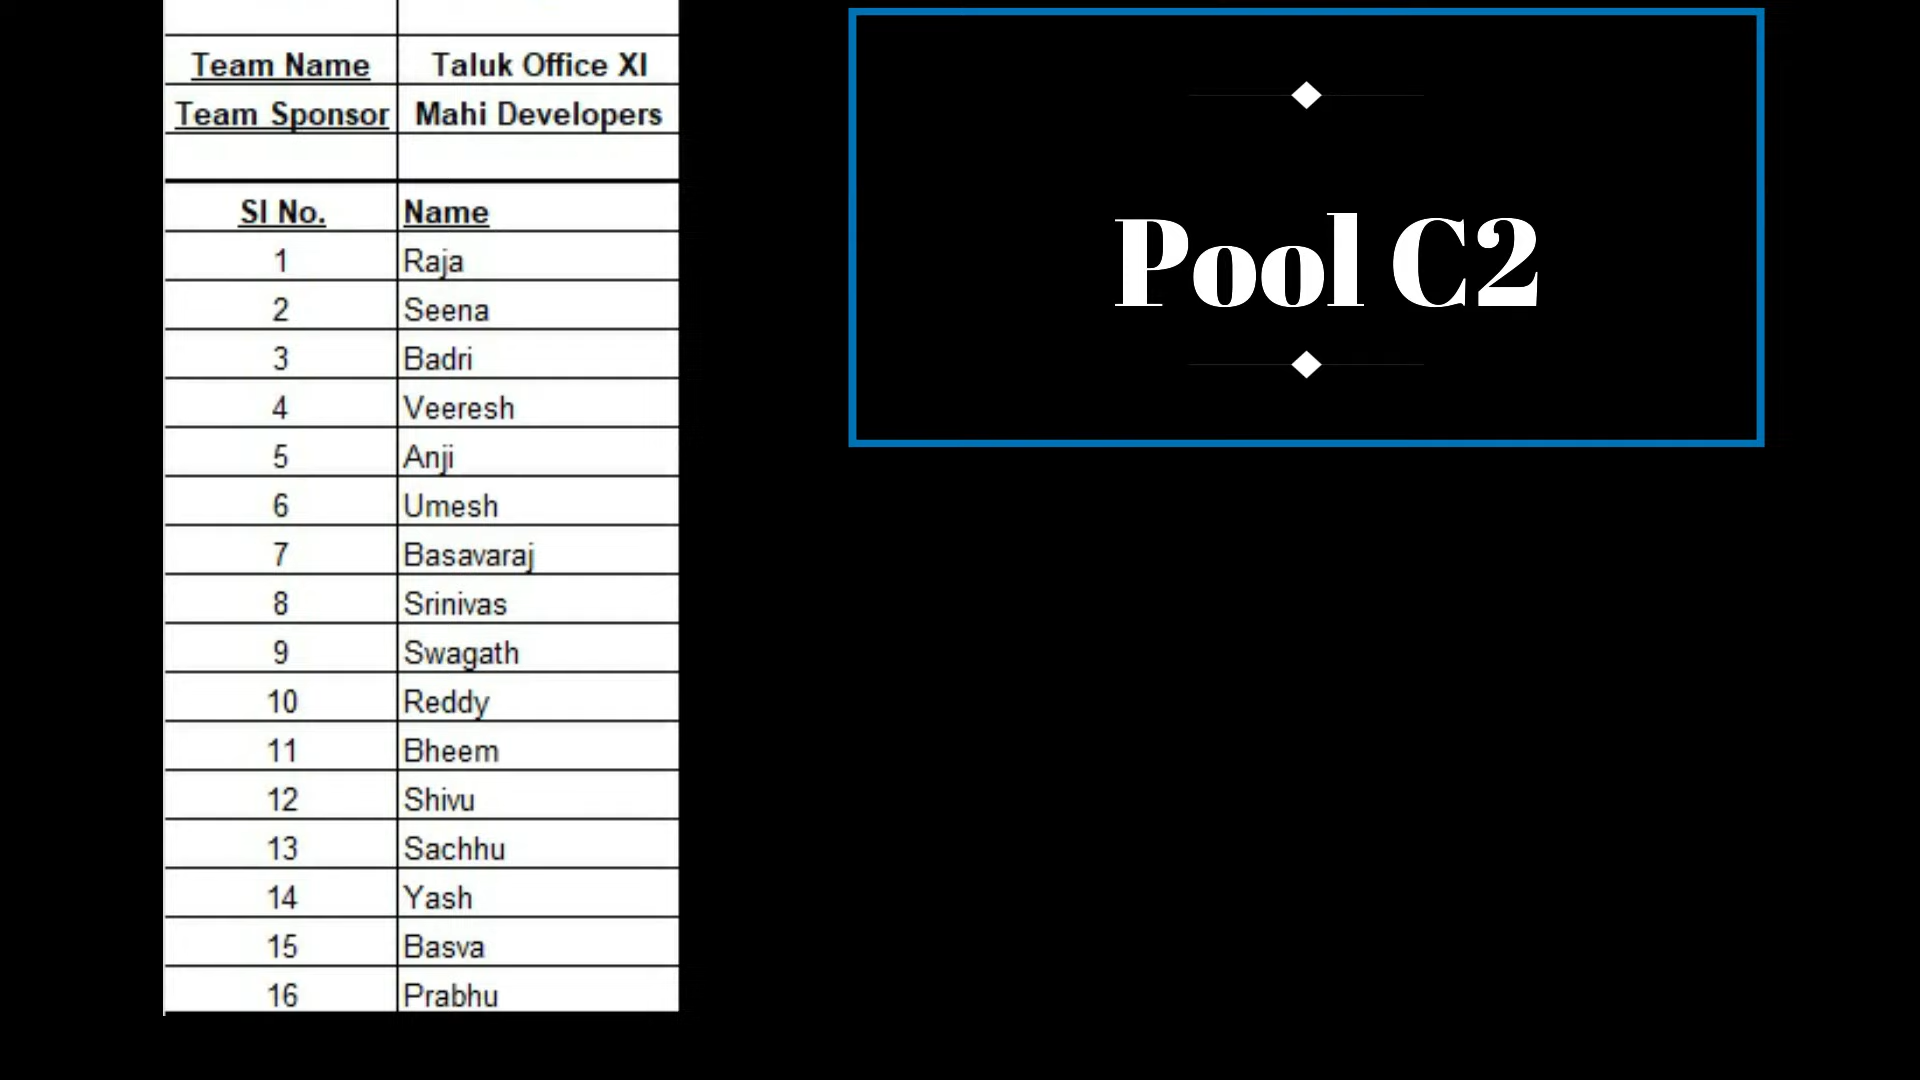 Team Name Taluk Office XI
Team Sponsor Mahi Developers
Sl No. Name
1 Raja
2 Seena
3 Badri
4 Veeresh
5 Anji
6 Umesh
7 Basavaraj
8 Srinivas
9 Swagath
10 Reddy
11 Bheem
12 Shivu
13 Sachhu
14 Yash
15 Basva
16 Prabhu
Pool C2